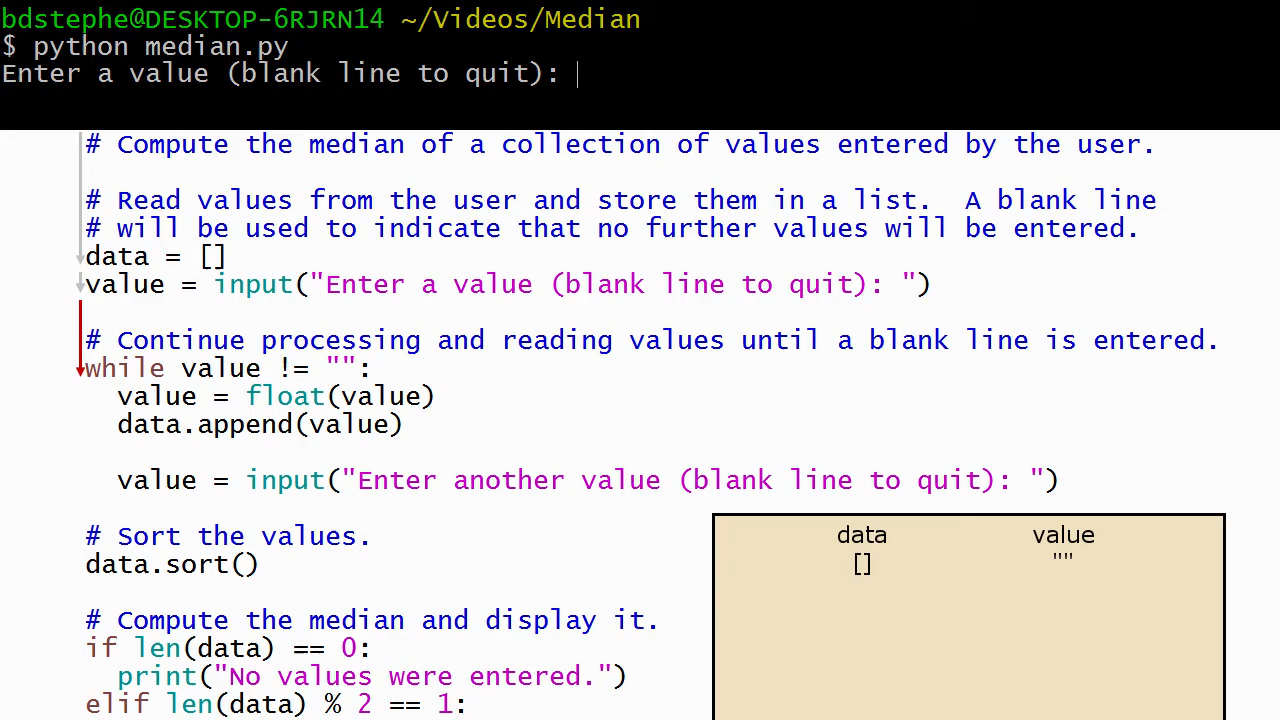 bdstephe@DESKTOP-6RJRN14 ~/Videos/Median
$ python median.py
Enter a value (blank line to quit):
# Compute the median of a collection of values entered by the user.
# Read values from the user and store them in a list.  A blank line
# will be used to indicate that no further values will be entered.
data = []
value = input("Enter a value (blank line to quit): ")
# Continue processing and reading values until a blank line is entered.
while value != "":
  value = float(value)
  data.append(value)
  value = input("Enter another value (blank line to quit): ")
# Sort the values.
data.sort()
# Compute the median and display it.
if len(data) == 0:
  print("No values were entered.")
elif len(data) % 2 == 1:
data value
[] ""